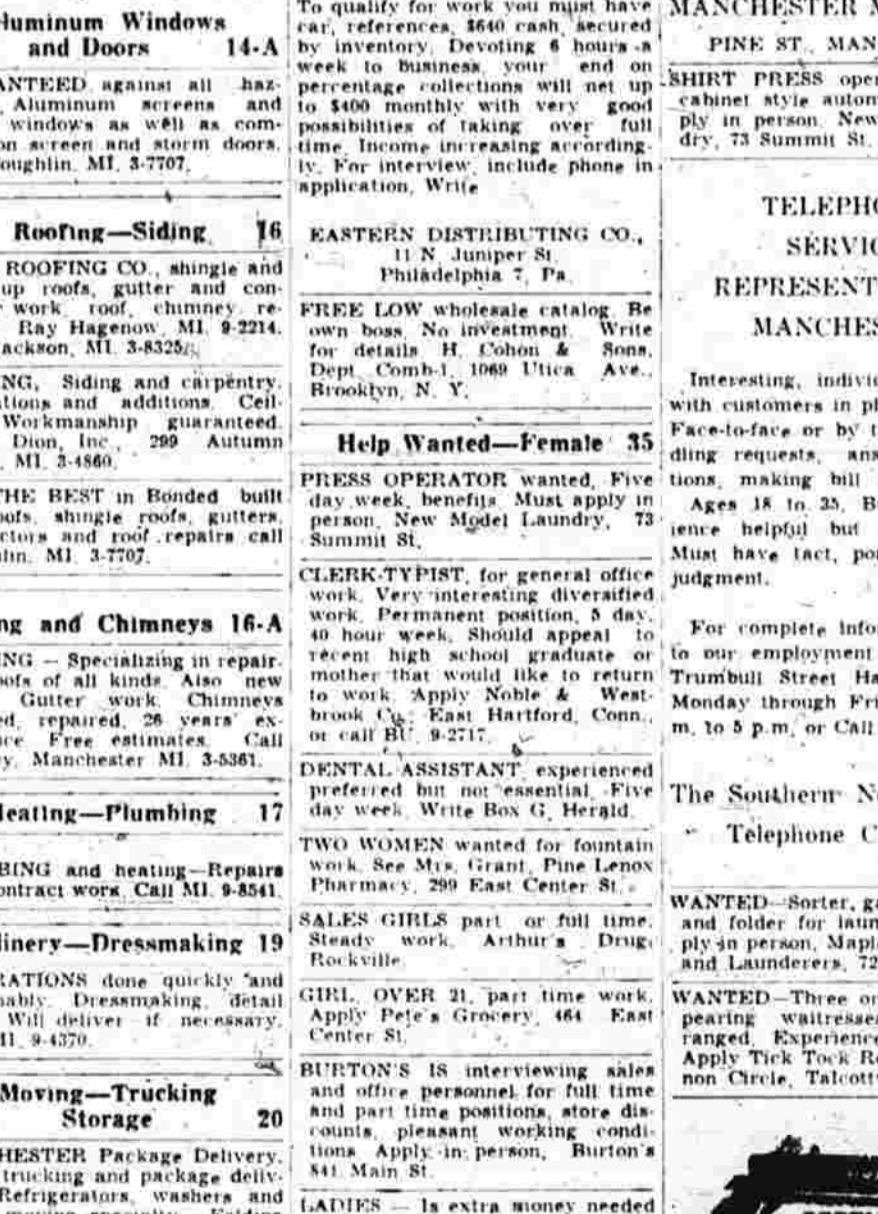 luminum Windows
and Doors 14-A
ANTEED against all haz-
, Aluminum screens and
windows as well as com-
on screen and storm doors.
oughlin. MI. 3-7707.
Roofing—Siding 16
ROOFING CO., shingle and
up roofs, gutter and con-
work roof, chimney re-
Ray Hagenow, MI. 9-2214.
ackson, MI. 3-8325.
NG, Siding and carpentry.
ations and additions. Ceil-
Workmanship guaranteed.
Dion, Inc., 299 Autumn
. MI. 3-4860.
THE BEST in Bonded built
oofs, shingle roofs, gutters,
ctors and roof repairs call
lin. MI. 3-7707.
ng and Chimneys 16-A
NG — Specializing in repair-
oofs of all kinds. Also new
Gutter work. Chimneys
ed, repaired, 26 years' ex-
ce Free estimates. Call
y, Manchester MI. 3-5361.
eating—Plumbing 17
BING and heating—Repairs
ontract work. Call MI. 9-8541.
linery—Dressmaking 19
RATIONS done quickly and
nably. Dressmaking, detail
Will deliver if necessary.
II. 9-4370.
Moving—Trucking
Storage 20
HESTER Package Delivery.
trucking and package deliv-
Refrigerators, washers and
To qualify for work you must have
car, references, $640 cash, secured
by inventory. Devoting 6 hours a
week to business, your end on
percentage collections will net up
to $400 monthly with very good
possibilities of taking over full
time. Income increasing according-
ly. For interview, include phone in
application. Write
EASTERN DISTRIBUTING CO.,
11 N. Juniper St.
Philadelphia 7, Pa.
FREE LOW wholesale catalog. Be
own boss. No investment. Write
for details H. Cohon & Sons,
Dept. Comb-1, 1069 Utica Ave.,
Brooklyn, N. Y.
Help Wanted—Female 35
PRESS OPERATOR wanted, Five
day week, benefits. Must apply in
person, New Model Laundry, 73
Summit St.
CLERK-TYPIST, for general office
work. Very interesting diversified
work. Permanent position, 5 day,
40 hour week. Should appeal to
recent high school graduate or
mother that would like to return
to work. Apply Noble & West-
brook Co., East Hartford, Conn.,
or call BU. 9-2717.
DENTAL ASSISTANT, experienced
preferred but not essential. Five
day week. Write Box G, Herald.
TWO WOMEN wanted for fountain
work. See Mrs. Grant, Pine Lenox
Pharmacy, 299 East Center St.
SALES GIRLS part or full time.
Steady work. Arthur's Drug,
Rockville.
GIRL, OVER 21, part time work.
Apply Pete's Grocery, 464 East
Center St.
BURTON'S IS interviewing sales
and office personnel for full time
and part time positions, store dis-
counts, pleasant working condi-
tions. Apply in person, Burton's
841 Main St.
LADIES — Is extra money needed
MANCHESTER M
PINE ST., MAN
SHIRT PRESS oper
cabinet style autom
ply in person. New
dry, 73 Summit St.
TELEPHO
SERVIC
REPRESENT
MANCHES
Interesting, individ
with customers in pl
Face-to-face or by t
dling requests, ans
tions, making bill
Ages 18 to 35, B
ience helpful but
Must have tact, poi
judgment.
For complete infor
to our employment
Trumbull Street Ha
Monday through Fri
m. to 5 p.m. or Call
The Southern N
Telephone C
WANTED—Sorter, ga
and folder for laun
ply in person, Mapl
and Launderers, 72
WANTED—Three or
pearing waitresses
ranged. Experience
Apply Tick Tock Re
non Circle, Talcott